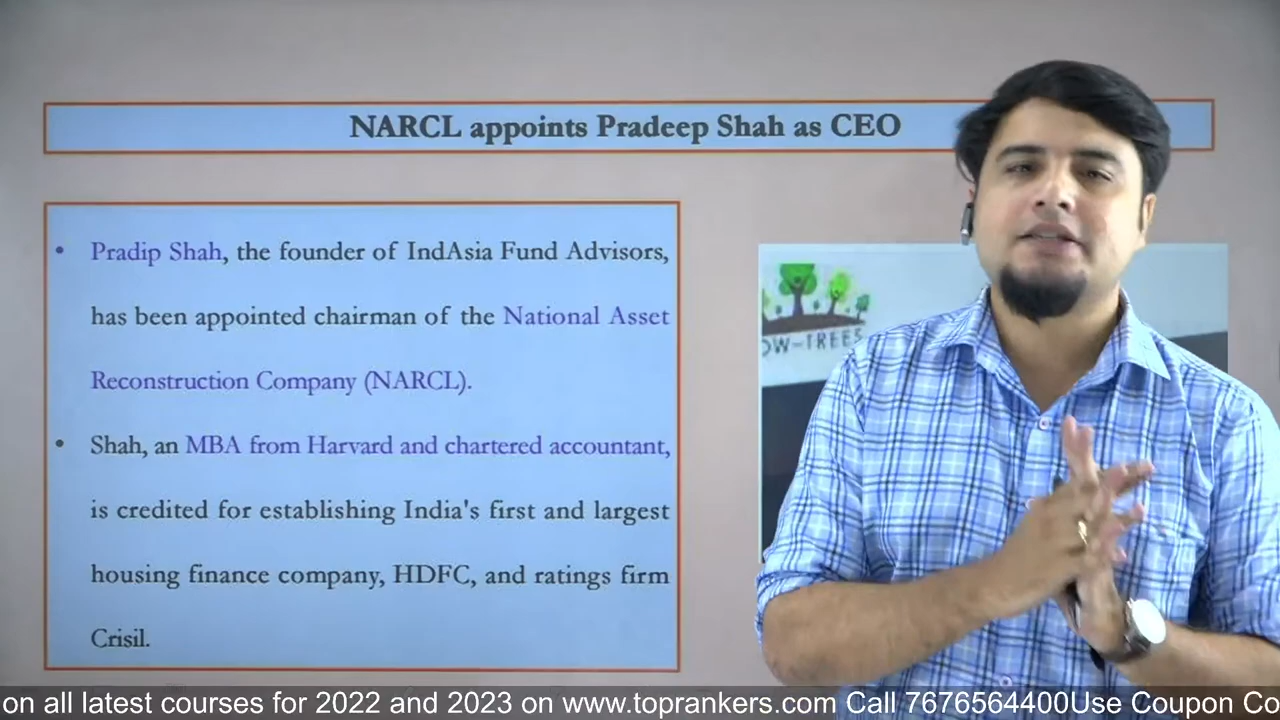 NARCL appoints Pradeep Shah as CEO
• Pradip Shah, the founder of IndAsia Fund Advisors,
has been appointed chairman of the National Asset
Reconstruction Company (NARCL).
• Shah, an MBA from Harvard and chartered accountant,
is credited for establishing India's first and largest
housing finance company, HDFC, and ratings firm
Crisil.
OW-TREES
on all latest courses for 2022 and 2023 on www.toprankers.com Call 7676564400Use Coupon Co